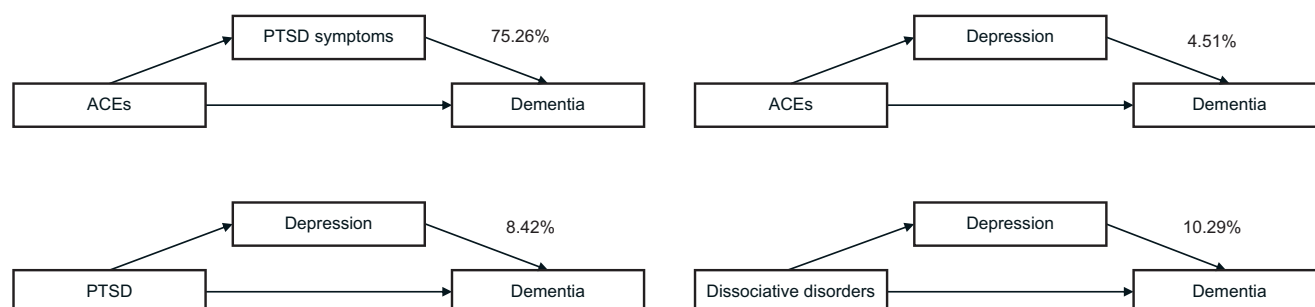 PTSD symptoms
75.26%
ACEs
Dementia
Depression
4.51%
ACEs
Dementia
Depression
8.42%
PTSD
Dementia
Depression
10.29%
Dissociative disorders
Dementia